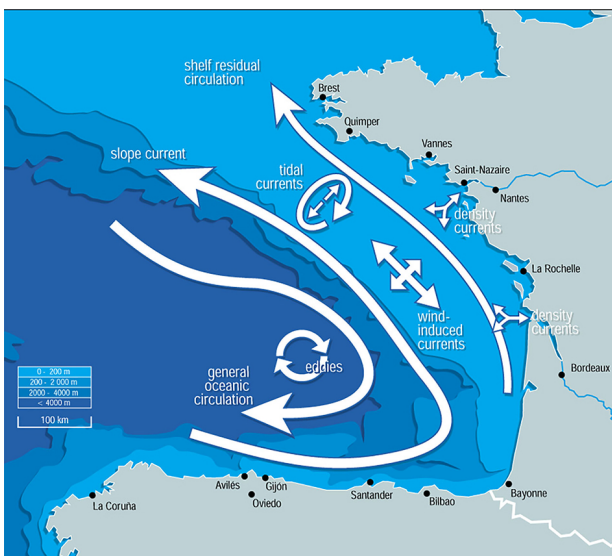 shelf residual
circulation
Brest
Quimper
slope current
Vannes
tidal
currents
Saint-Nazaire
Nantes
density
currents
La Rochelle
wind-
induced
currents
density
currents
eddies
general
oceanic
circulation
Bordeaux
0 - 200 m
200 - 2 000 m
2000 - 4000 m
< 4000 m
100 km
Avilés
Gijón
Oviedo
Santander
Bilbao
Bayonne
La Coruña